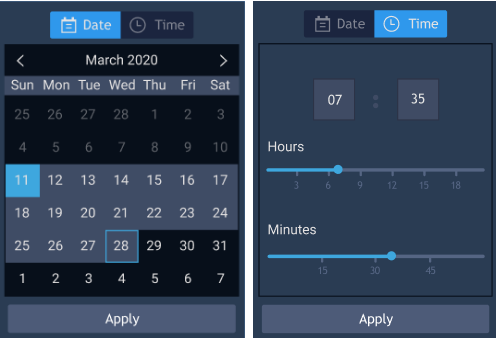 Date Time
March 2020
Sun Mon Tue Wed Thu Fri Sat
25 26 27 28 1 2 3
4 5 6 7 8 9 10
11 12 13 14 15 16 17
18 19 20 21 22 23 24
25 26 27 28 29 30 31
1 2 3 4 5 6 7
Apply
Date Time
07 : 35
Hours
3 6 9 12 15 18
Minutes
15 30 45
Apply